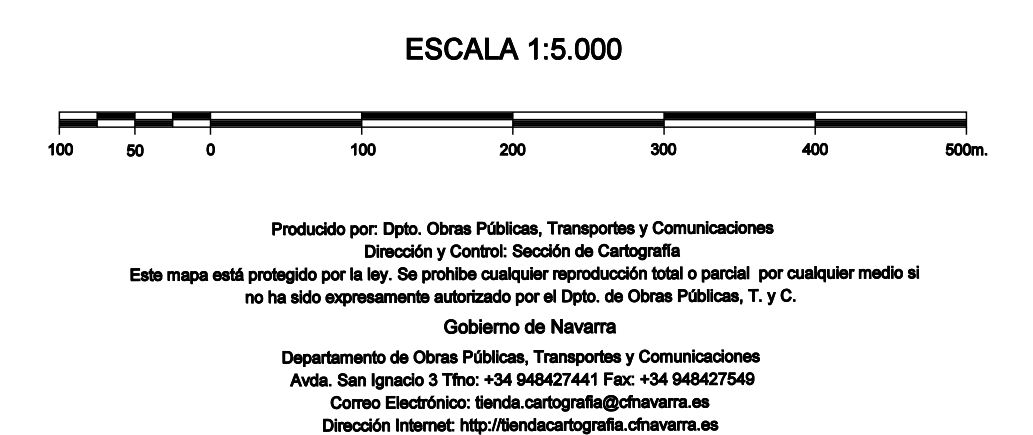 ESCALA 1:5.000
100 50 0 100 200 300 400 500m.
Producido por: Dpto. Obras Públicas, Transportes y Comunicaciones
Dirección y Control: Sección de Cartografía
Este mapa está protegido por la ley. Se prohibe cualquier reproducción total o parcial por cualquier medio si
no ha sido expresamente autorizado por el Dpto. de Obras Públicas, T. y C.
Gobierno de Navarra
Departamento de Obras Públicas, Transportes y Comunicaciones
Avda. San Ignacio 3 Tfno: +34 948427441 Fax: +34 948427549
Correo Electrónico: tienda.cartografia@cfnavarra.es
Dirección Internet: http://tiendacartografia.cfnavarra.es